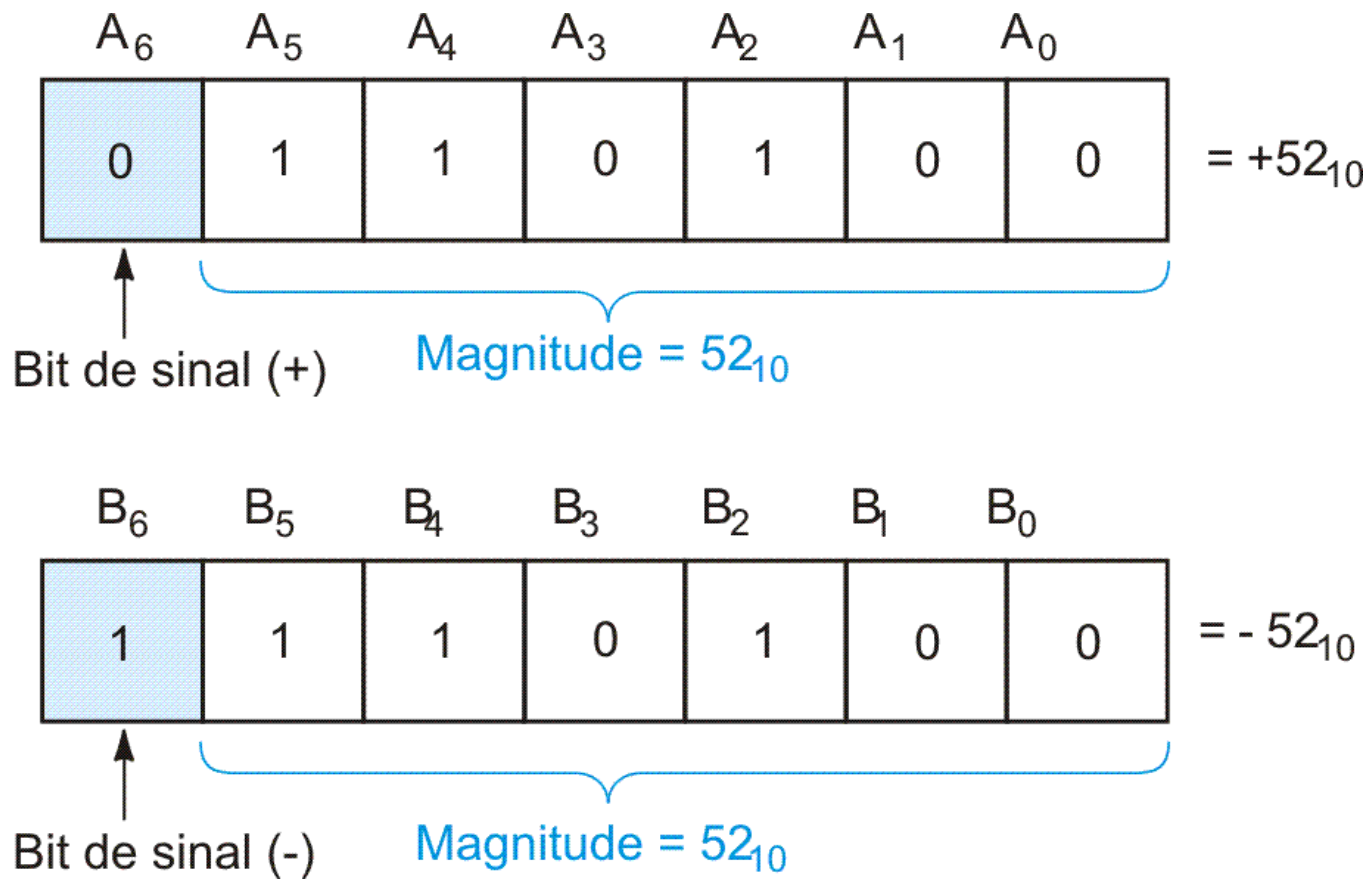 A₆ A₅ A₄ A₃ A₂ A₁ A₀
0 1 1 0 1 0 0 = +52₁₀
Bit de sinal (+)
Magnitude = 52₁₀
B₆ B₅ B₄ B₃ B₂ B₁ B₀
1 1 1 0 1 0 0 = - 52₁₀
Bit de sinal (-)
Magnitude = 52₁₀